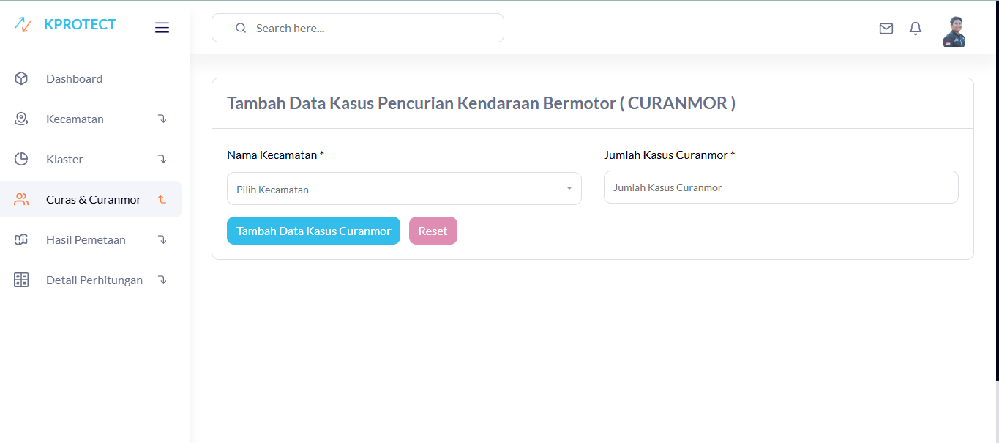 KPROTECT
Search here...
Dashboard
Kecamatan
Klaster
Curas & Curanmor
Hasil Pemetaan
Detail Perhitungan
Tambah Data Kasus Pencurian Kendaraan Bermotor ( CURANMOR )
Nama Kecamatan *
Pilih Kecamatan
Jumlah Kasus Curanmor *
Jumlah Kasus Curanmor
Tambah Data Kasus Curanmor
Reset